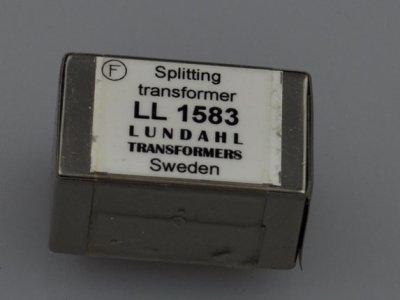 F Splitting
transformer
LL 1583
LUNDAHL
TRANSFORMERS
Sweden